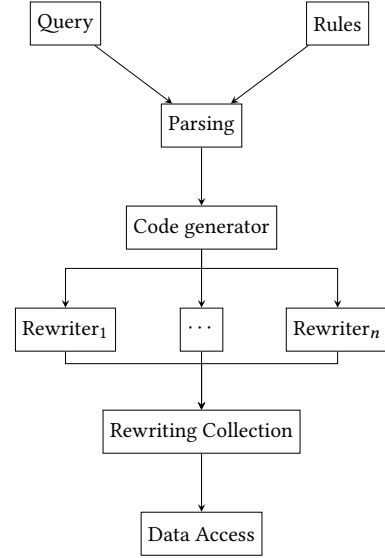 Query
Rules
Parsing
Code generator
Rewriter₁
···
Rewriterₙ
Rewriting Collection
Data Access